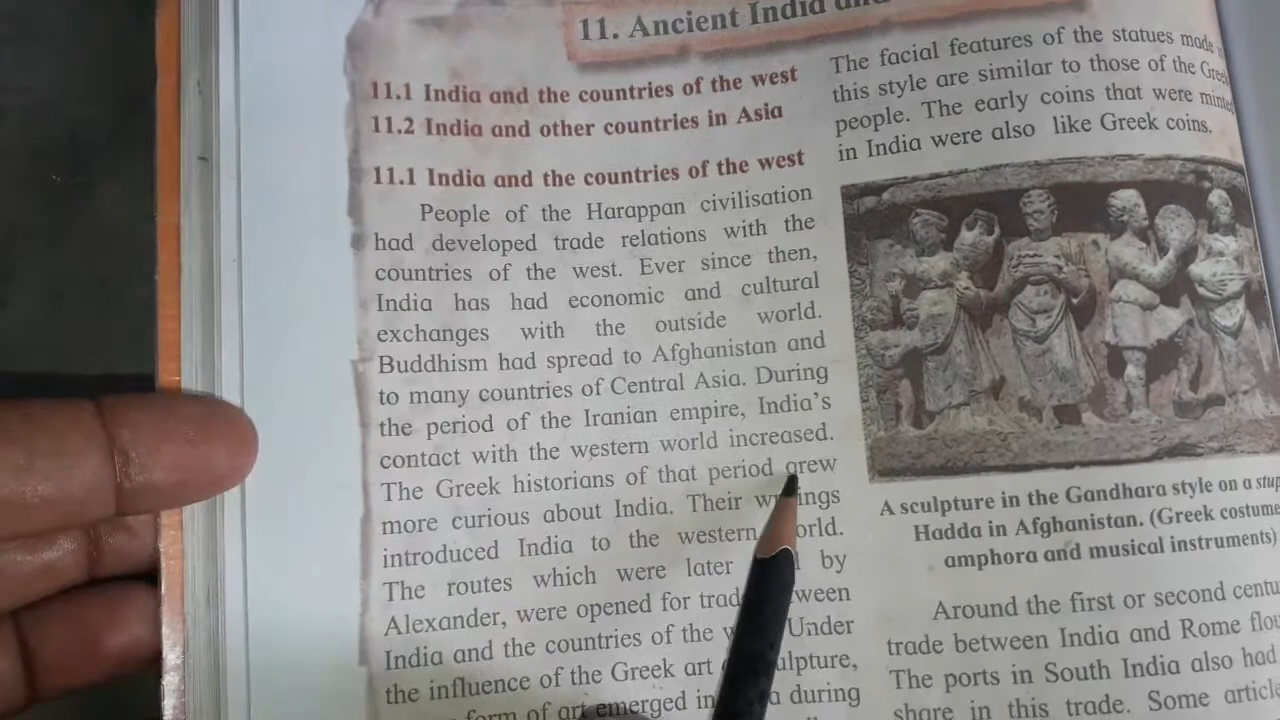 11. Ancient India and
11.1 India and the countries of the west
11.2 India and other countries in Asia
11.1 India and the countries of the west
People of the Harappan civilisation
had developed trade relations with the
countries of the west. Ever since then,
India has had economic and cultural
exchanges with the outside world.
Buddhism had spread to Afghanistan and
to many countries of Central Asia. During
the period of the Iranian empire, India's
contact with the western world increased.
The Greek historians of that period grew
more curious about India. Their
introduced India to the western
The routes which were later by
Alexander, were opened for
India and the countries of the Under
the influence of the Greek art
form of art emerged in during
The facial features of the statues made
this style are similar to those of the
people. The early coins that were
in India were also like Greek coins.
A sculpture in the Gandhara style on a
Hadda in Afghanistan. (Greek
amphora and musical instruments)
Around the first or second
trade between India and Rome
The ports in South India also had
share in this trade. Some